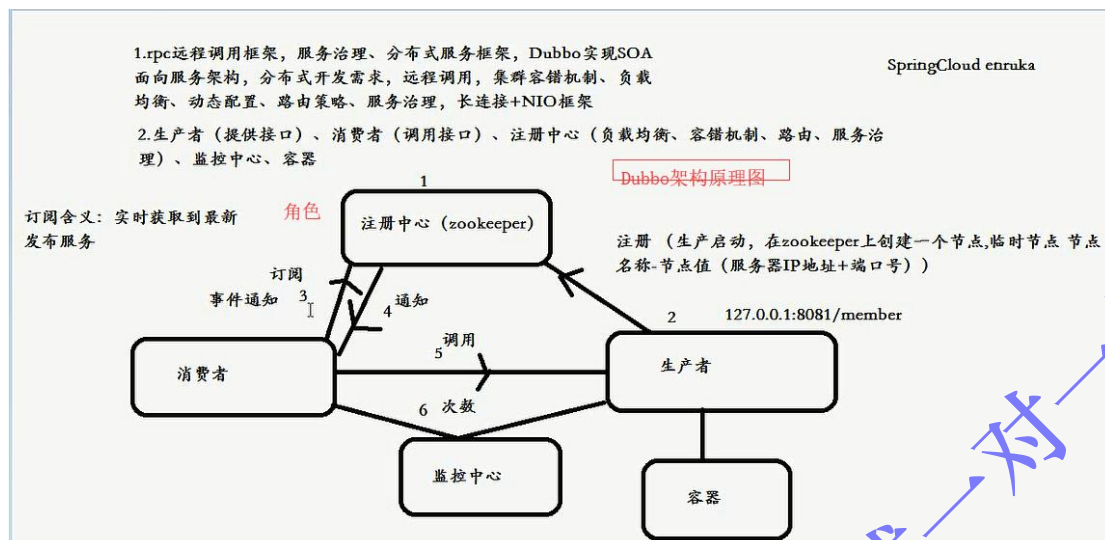 1.rpc远程调用框架，服务治理、分布式服务框架，Dubbo实现SOA
面向服务架构，分布式开发需求，远程调用，集群容错机制、负载
均衡、动态配置、路由策略、服务治理，长连接+NIO框架
SpringCloud enruka
2.生产者（提供接口）、消费者（调用接口）、注册中心（负载均衡、容错机制、路由、服务治
理）、监控中心、容器
Dubbo架构原理图
1
订阅含义：实时获取到最新
发布服务
角色
注册中心（zookeeper）
注册 （生产启动，在zookeeper上创建一个节点,临时节点 节点
名称-节点值（服务器IP地址+端口号））
订阅
事件通知
3
4
通知
2
127.0.0.1:8081/member
调用
5
消费者
生产者
6
次数
监控中心
容器
一对一